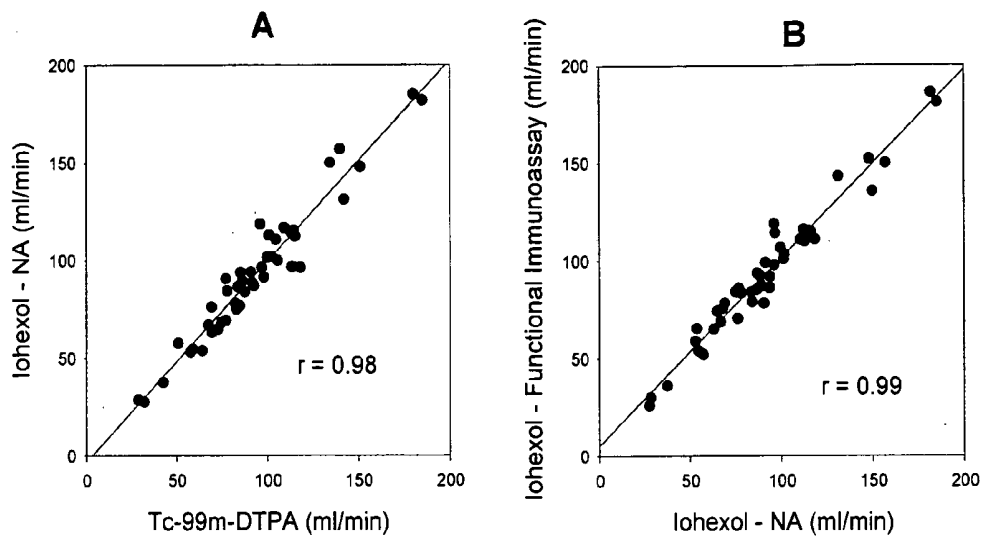 A
200
150
100
50
0
0 50 100 150 200
Iohexol - NA (ml/min)
Tc-99m-DTPA (ml/min)
r = 0.98
B
200
150
100
50
0
0 50 100 150 200
Iohexol - Functional Immunoassay (ml/min)
Iohexol - NA (ml/min)
r = 0.99